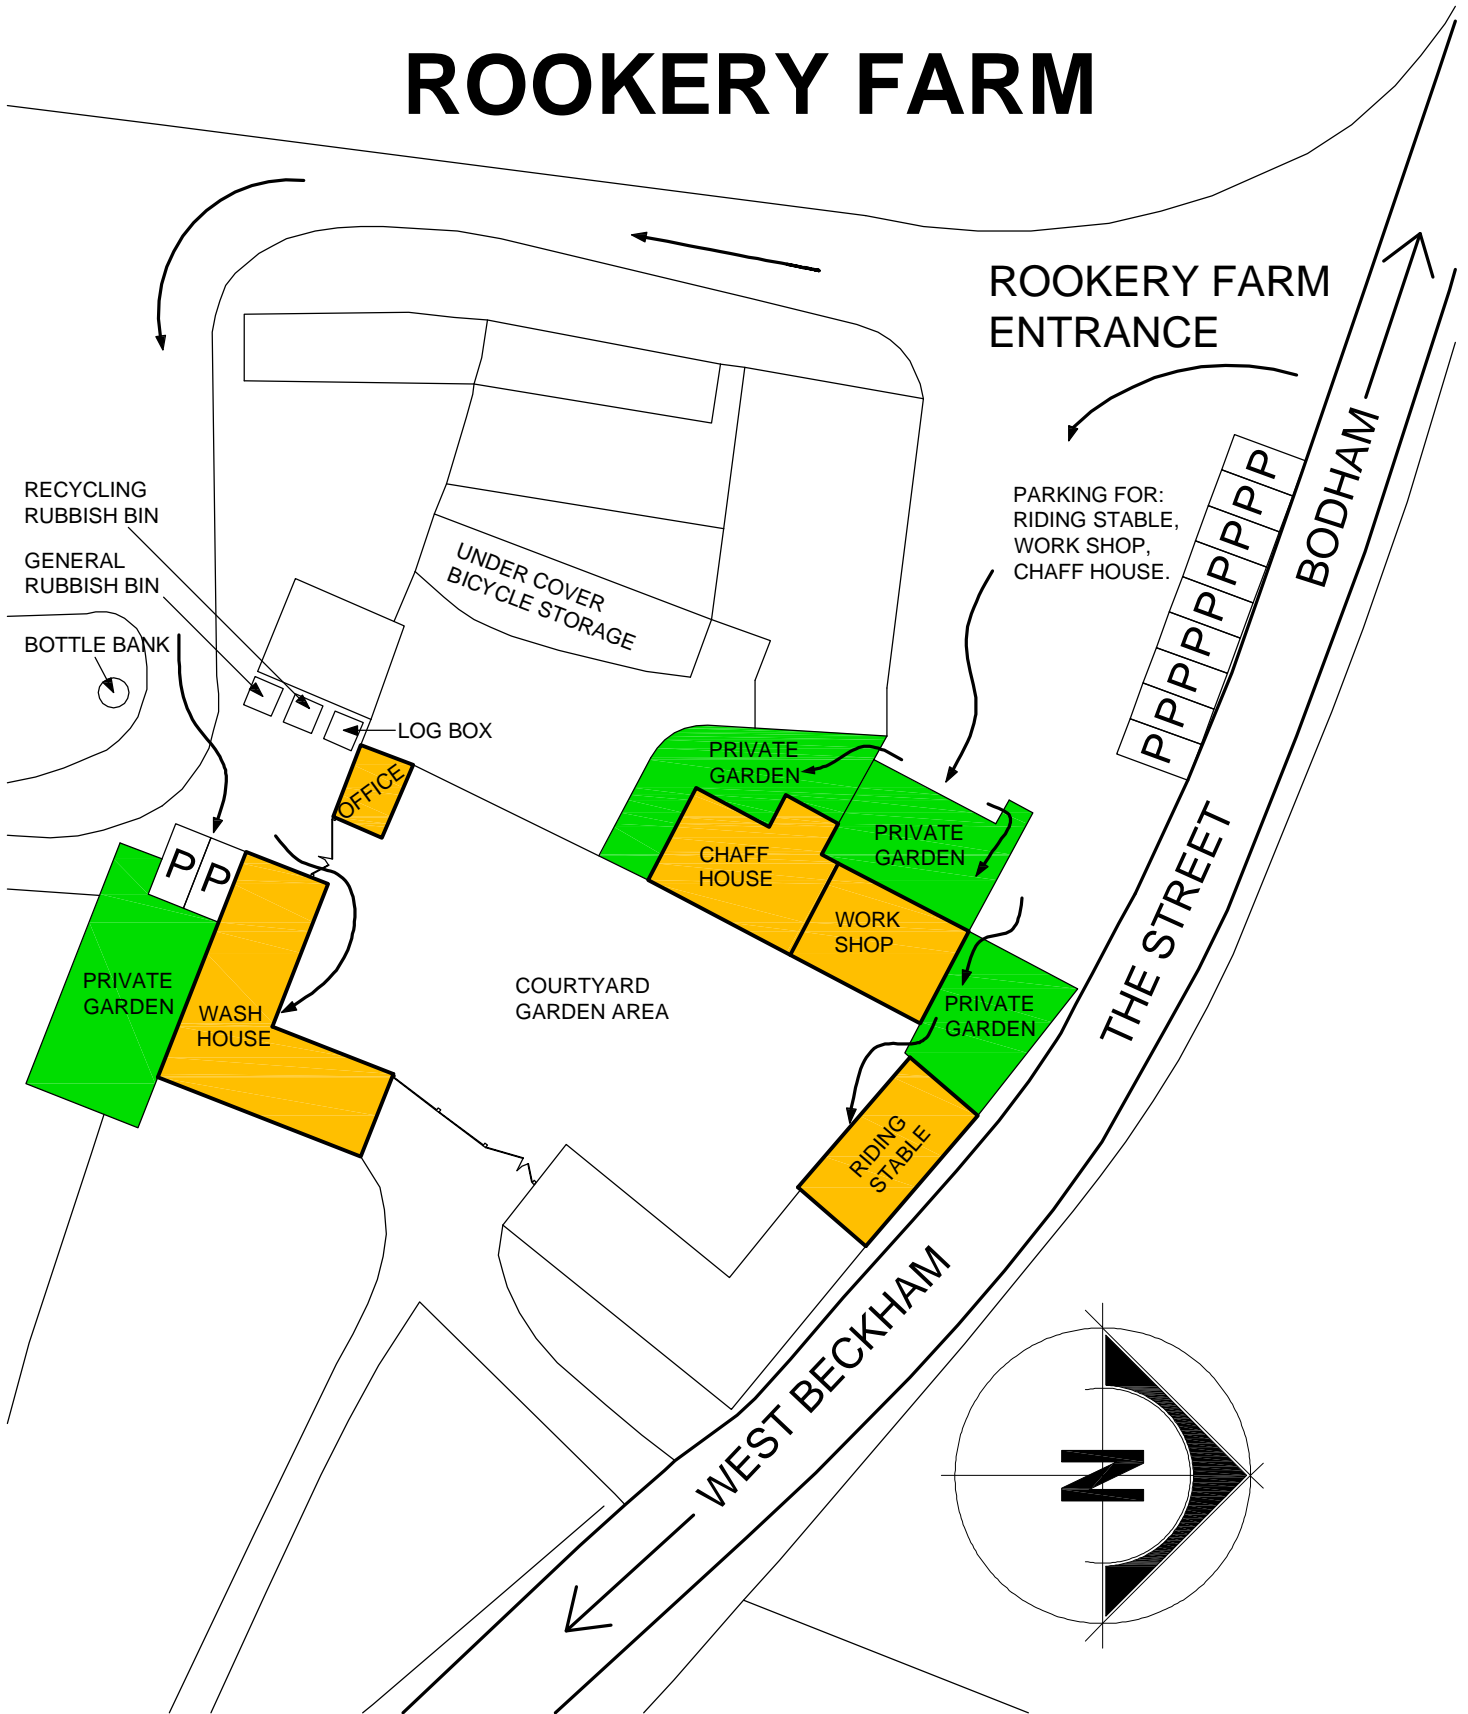 ROOKERY FARM
ROOKERY FARM
ENTRANCE
BODHAM
PARKING FOR:
RIDING STABLE,
WORK SHOP,
CHAFF HOUSE.
P
P
P
P
P
P
P
P
P
RECYCLING
RUBBISH BIN
GENERAL
RUBBISH BIN
BOTTLE BANK
UNDER COVER
BICYCLE STORAGE
LOG BOX
OFFICE
PRIVATE
GARDEN
CHAFF
HOUSE
PRIVATE
GARDEN
WORK
SHOP
P
P
PRIVATE
GARDEN
WASH
HOUSE
COURTYARD
GARDEN AREA
PRIVATE
GARDEN
THE STREET
RIDING
STABLE
WEST BECKHAM
N